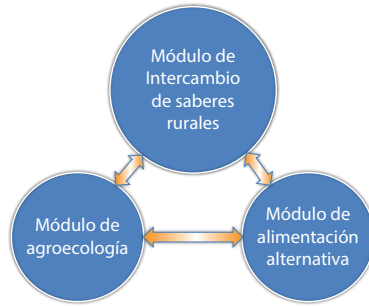 Módulo de
Intercambio
de saberes
rurales
Módulo de
agroecología
Módulo de
alimentación
alternativa